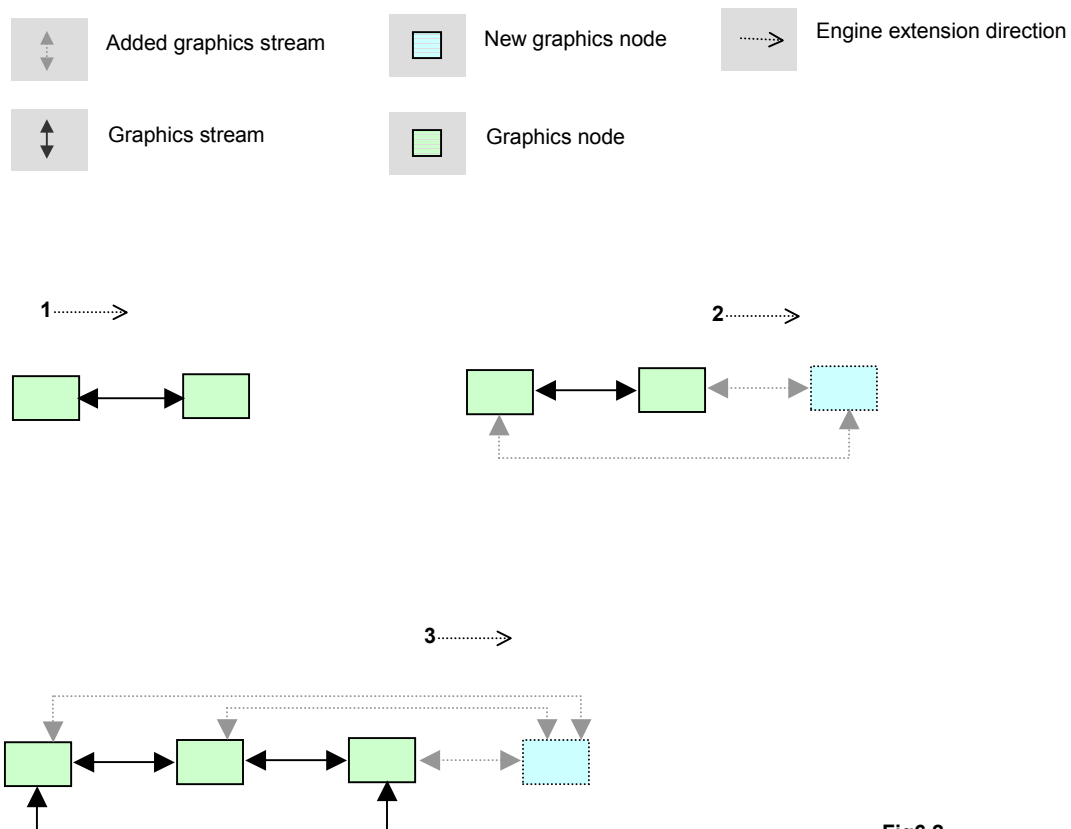 Added graphics stream
New graphics node
Engine extension direction
Graphics stream
Graphics node
1
2
3